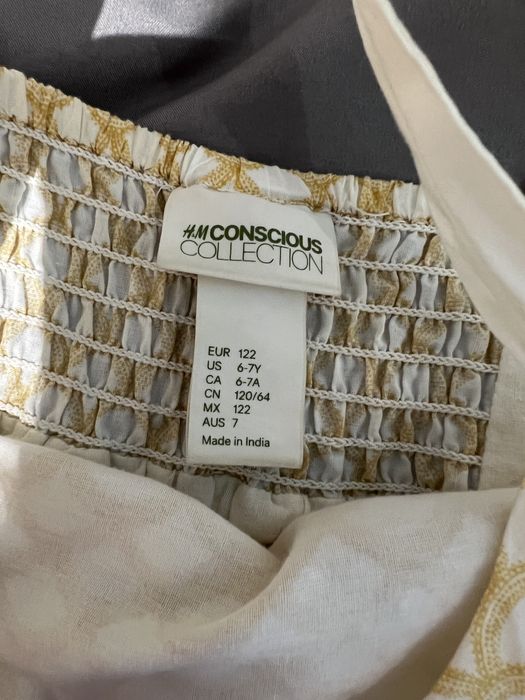 H&M CONSCIOUS
COLLECTION
EUR 122
US 6-7Y
CA 6-7A
CN 120/64
MX 122
AUS 7
Made in India